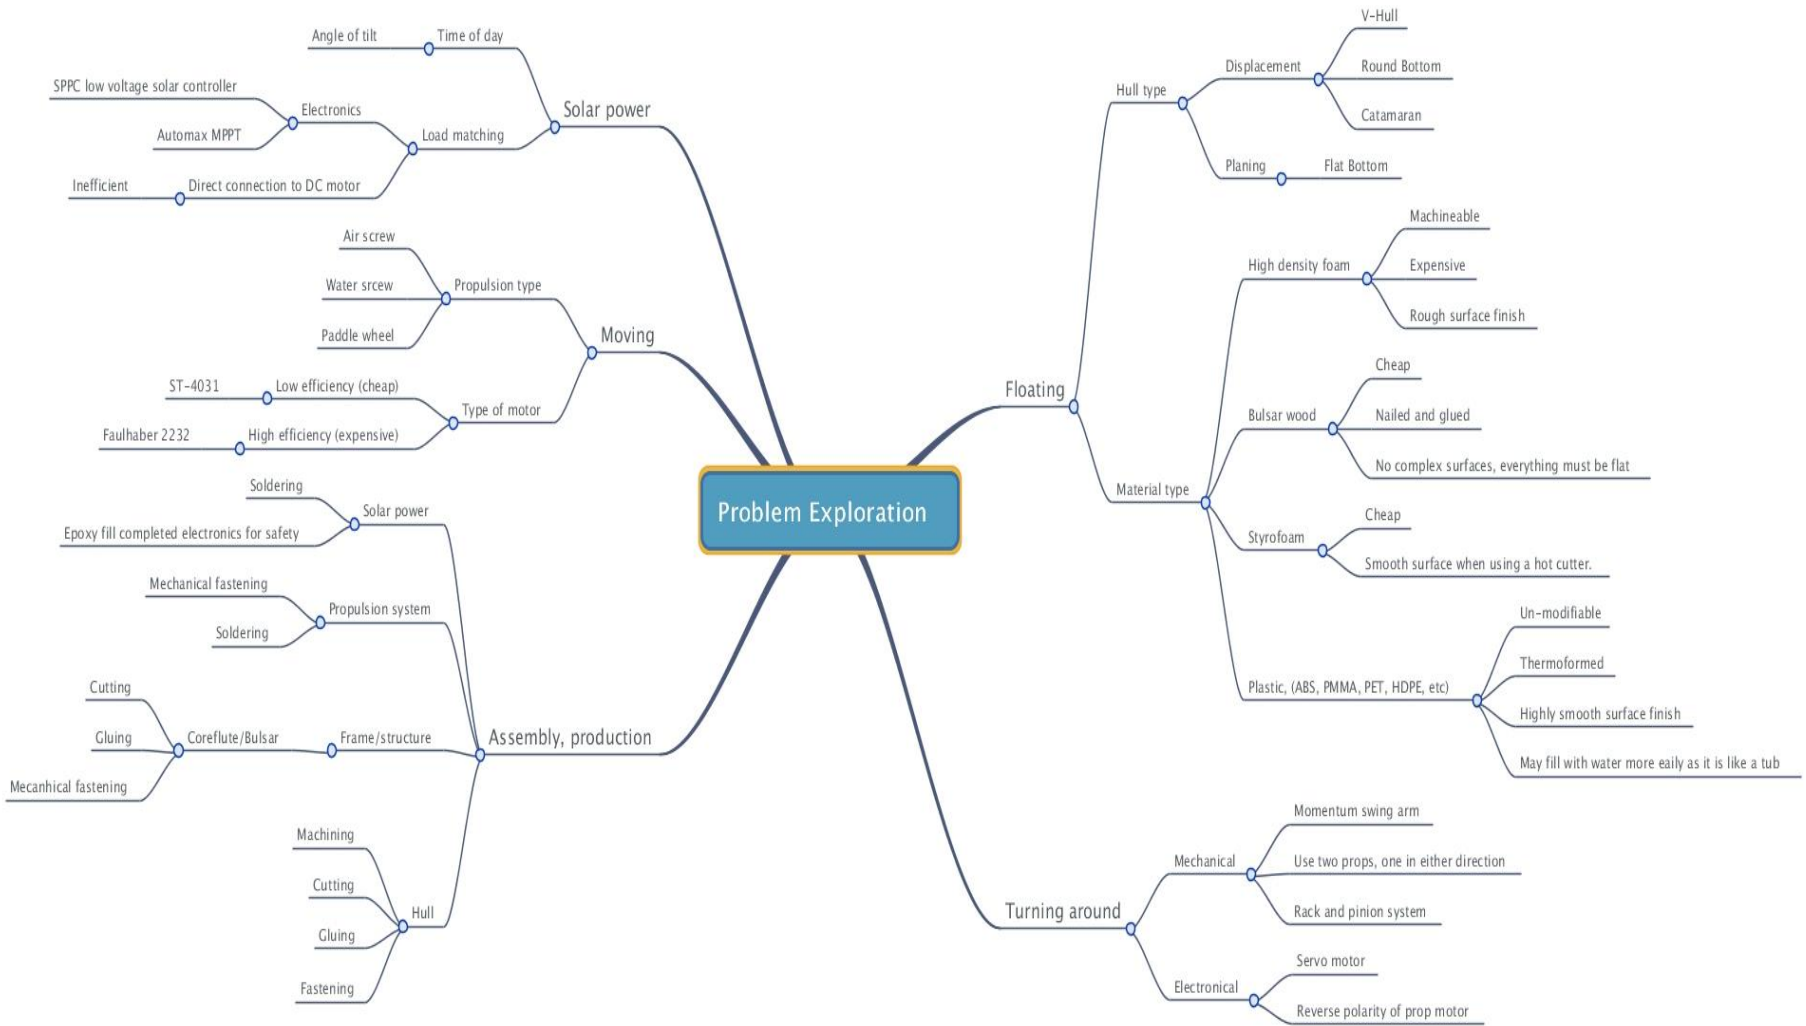 Problem Exploration
Solar power
Time of day
Angle of tilt
Load matching
Electronics
SPPC low voltage solar controller
Automax MPPT
Direct connection to DC motor
Inefficient
Moving
Propulsion type
Air screw
Water srcew
Paddle wheel
Type of motor
Low efficiency (cheap)
ST-4031
High efficiency (expensive)
Faulhaber 2232
Assembly, production
Solar power
Soldering
Epoxy fill completed electronics for safety
Propulsion system
Mechanical fastening
Soldering
Frame/structure
Coreflute/Bulsar
Cutting
Gluing
Mecanhical fastening
Hull
Machining
Cutting
Gluing
Fastening
Floating
Hull type
Displacement
V-Hull
Round Bottom
Catamaran
Planing
Flat Bottom
Material type
High density foam
Machineable
Expensive
Rough surface finish
Bulsar wood
Cheap
Nailed and glued
No complex surfaces, everything must be flat
Styrofoam
Cheap
Smooth surface when using a hot cutter.
Plastic, (ABS, PMMA, PET, HDPE, etc)
Un-modifiable
Thermoformed
Highly smooth surface finish
May fill with water more eaily as it is like a tub
Turning around
Mechanical
Momentum swing arm
Use two props, one in either direction
Rack and pinion system
Electronical
Servo motor
Reverse polarity of prop motor